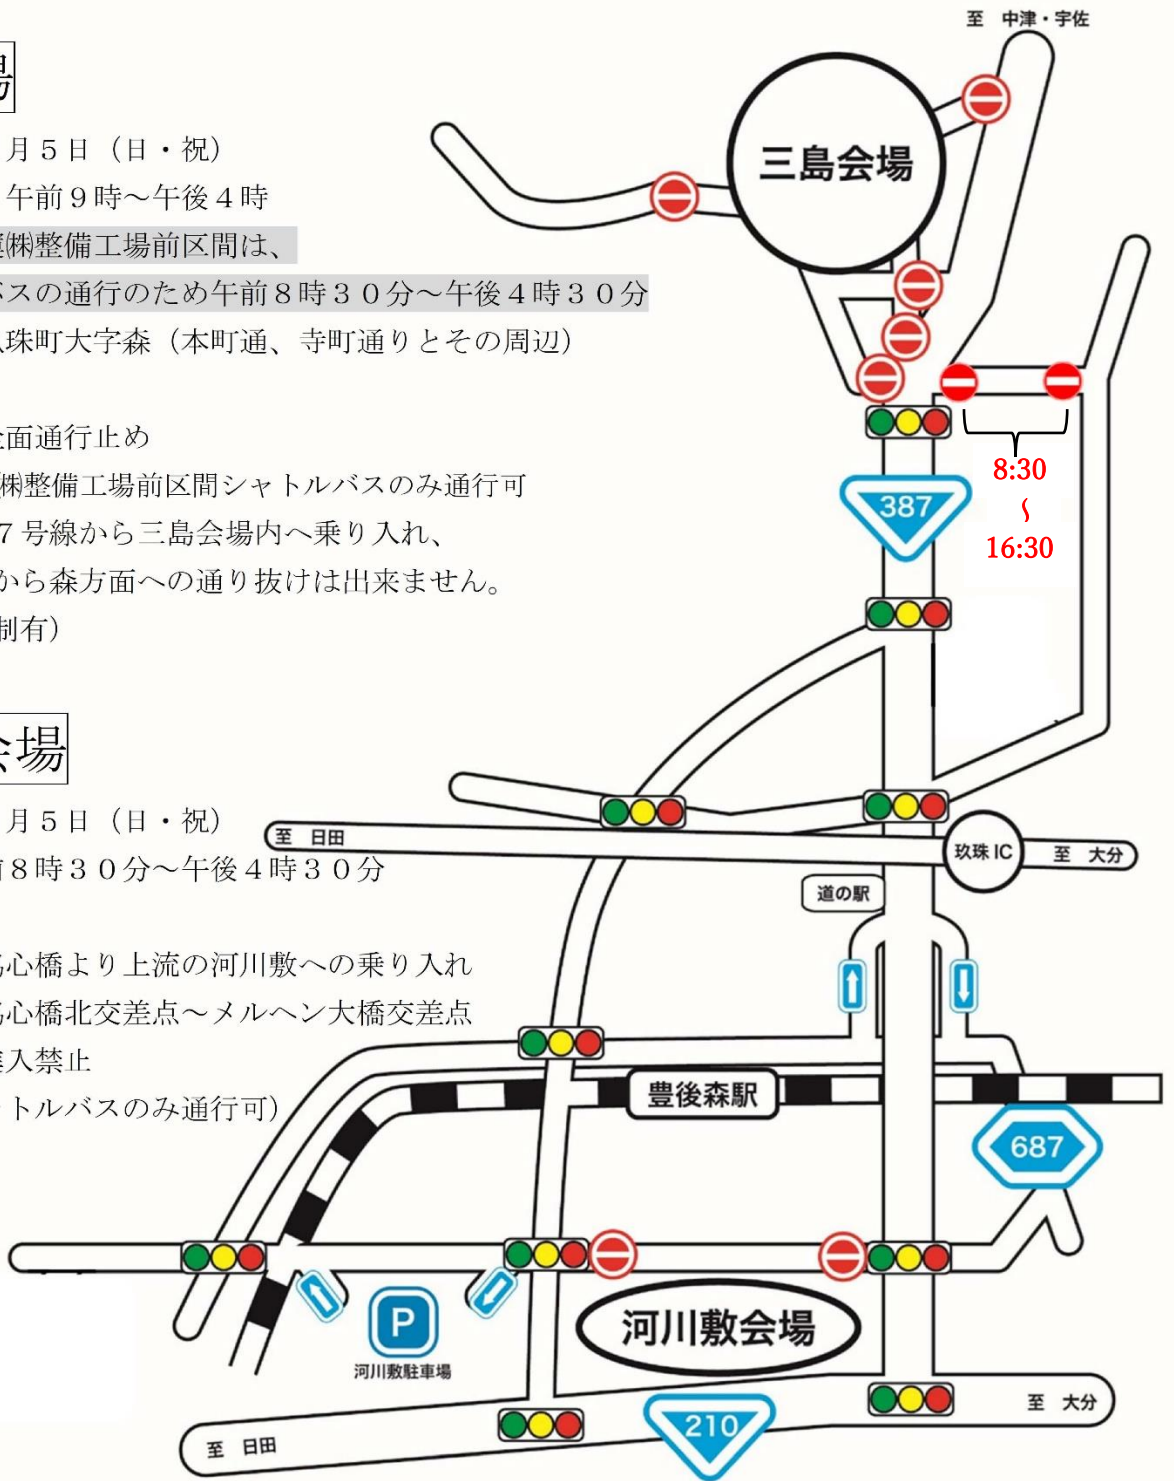 場
月５日（日・祝）
午前９時～午後４時
㈱整備工場前区間は、
バスの通行のため午前８時３０分～午後４時３０分
珠町大字森（本町通、寺町通りとその周辺）
全面通行止め
㈱整備工場前区間シャトルバスのみ通行可
７号線から三島会場内へ乗り入れ、
から森方面への通り抜けは出来ません。
制有）
会場
月５日（日・祝）
前８時３０分～午後４時３０分
協心橋より上流の河川敷への乗り入れ
協心橋北交差点～メルヘン大橋交差点
進入禁止
トルバスのみ通行可）
至　中津・宇佐
三島会場
8:30
～
16:30
387
至　日田
玖珠 IC
至　大分
道の駅
豊後森駅
687
P
河川敷駐車場
河川敷会場
至　大分
210
至　日田